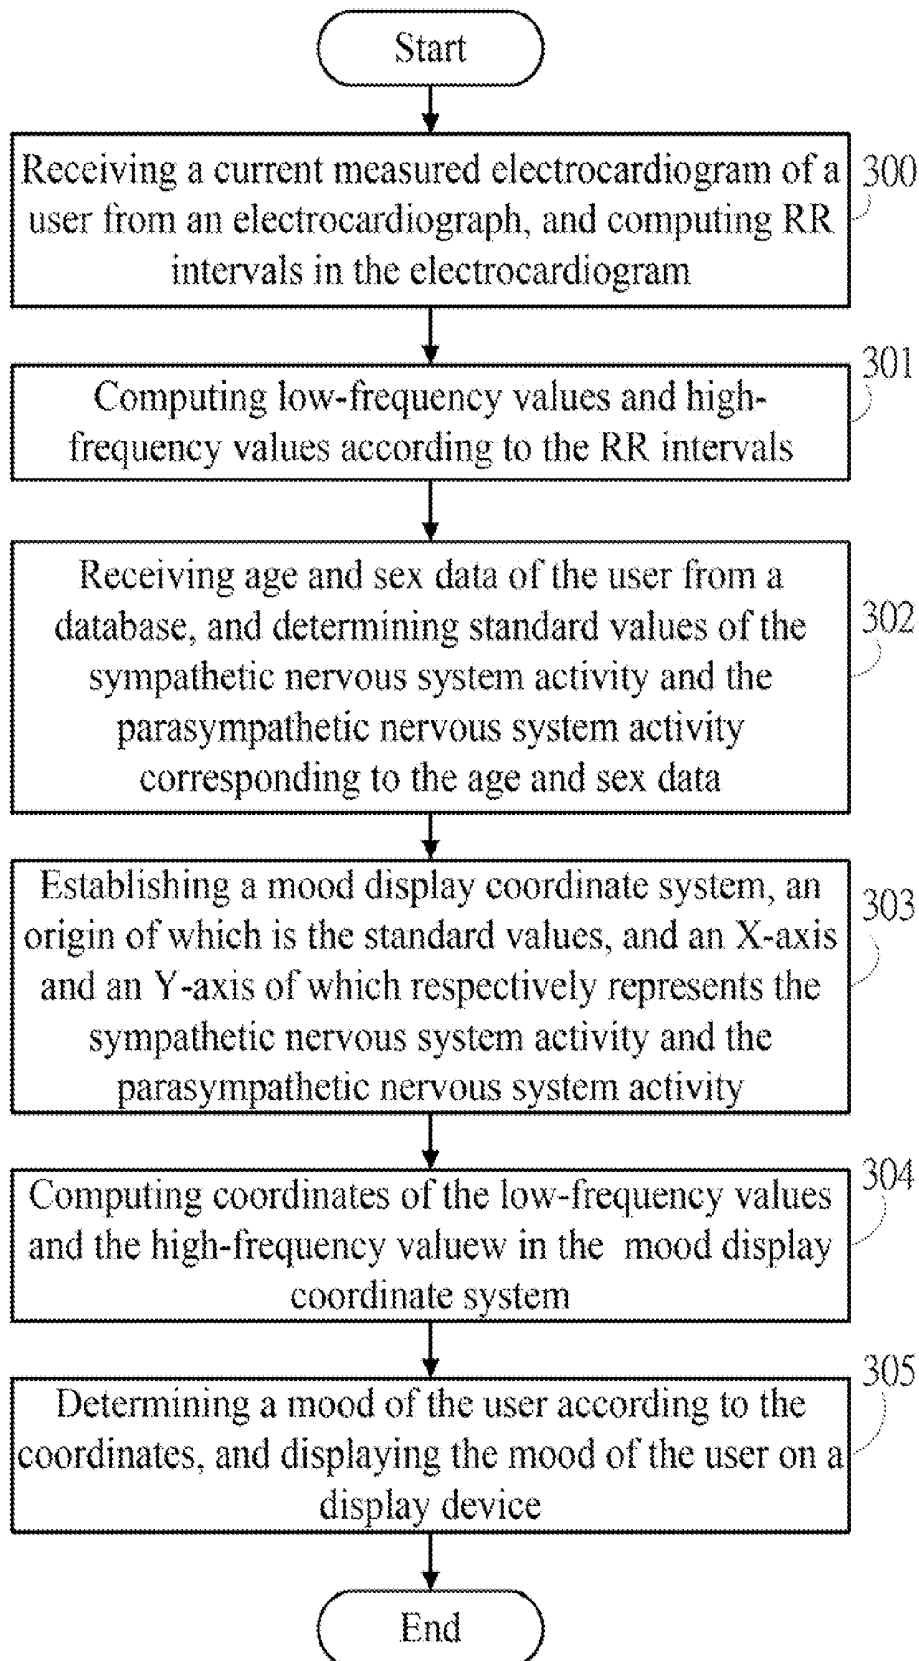 Start
Receiving a current measured electrocardiogram of a
user from an electrocardiograph, and computing RR
intervals in the electrocardiogram
300
Computing low-frequency values and high-
frequency values according to the RR intervals
301
Receiving age and sex data of the user from a
database, and determining standard values of the
sympathetic nervous system activity and the
parasympathetic nervous system activity
corresponding to the age and sex data
302
Establishing a mood display coordinate system, an
origin of which is the standard values, and an X-axis
and an Y-axis of which respectively represents the
sympathetic nervous system activity and the
parasympathetic nervous system activity
303
Computing coordinates of the low-frequency values
and the high-frequency valuew in the mood display
coordinate system
304
Determining a mood of the user according to the
coordinates, and displaying the mood of the user on a
display device
305
End